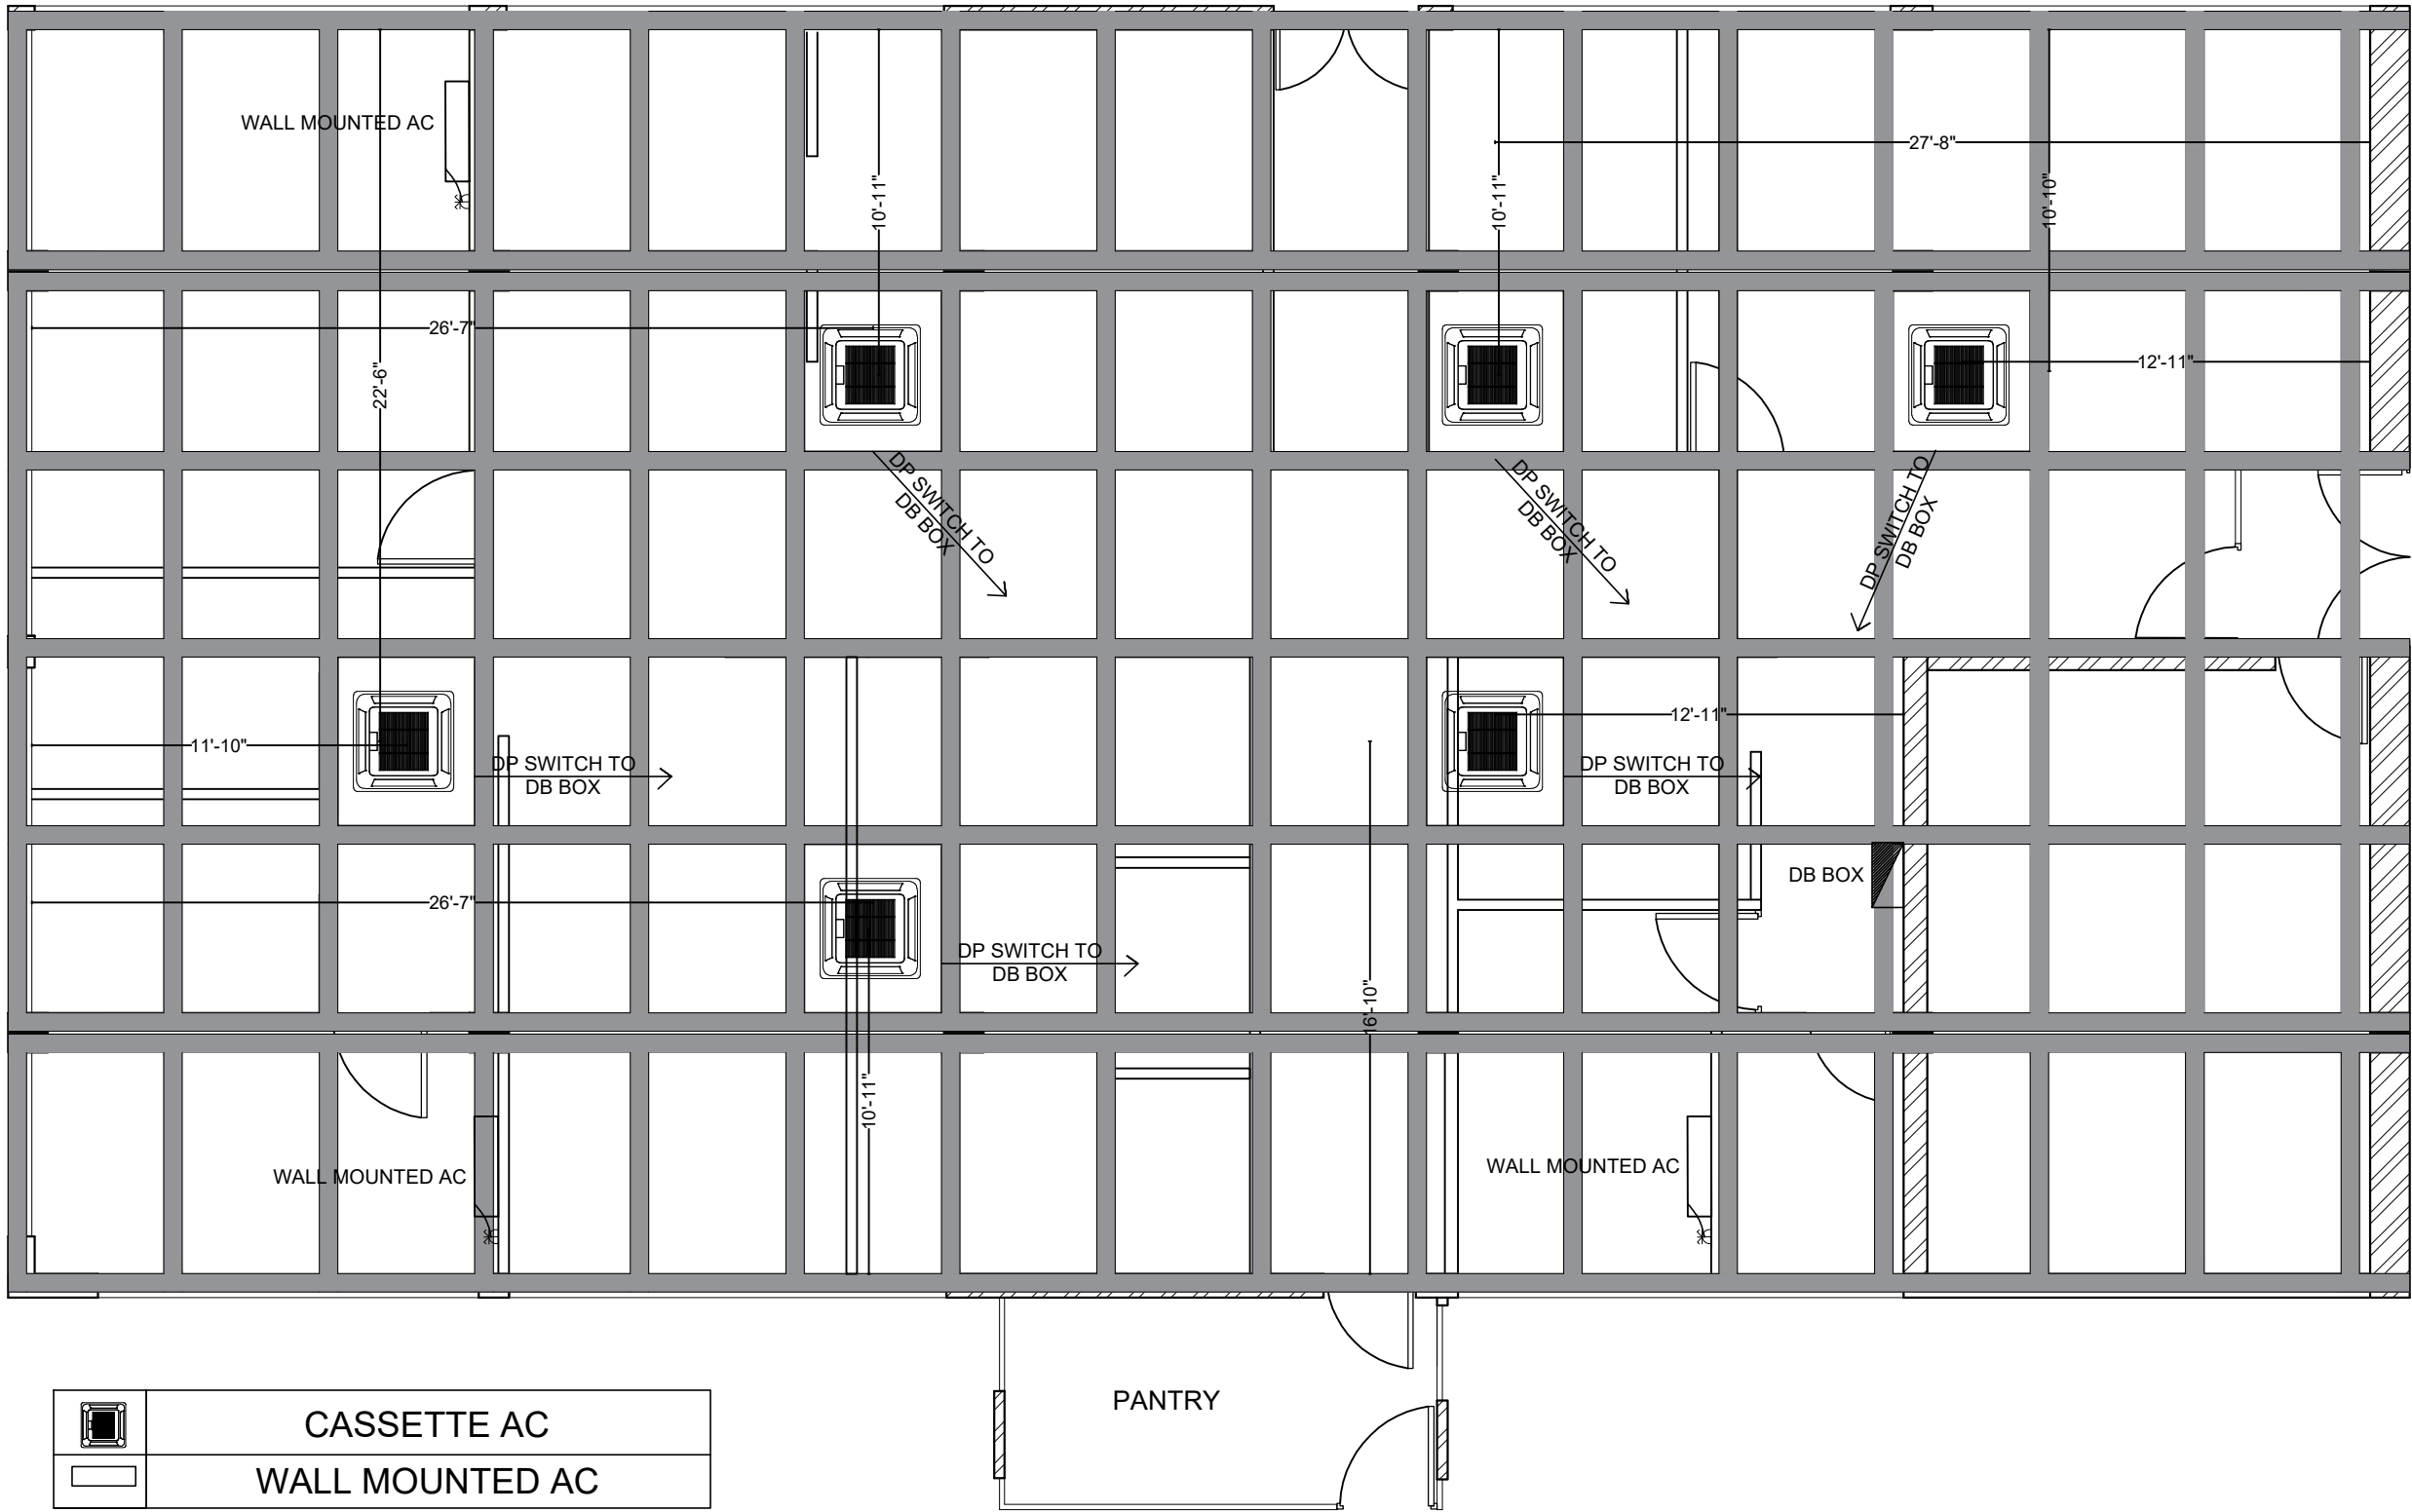 WALL MOUNTED AC
27'-8"
10'-11"
10'-11"
10'-10"
26'-7"
22'-6"
12'-11"
DP SWITCH TO
DB BOX
DP SWITCH TO
DB BOX
DP SWITCH TO
DB BOX
11'-10"
12'-11"
DP SWITCH TO
DB BOX
DP SWITCH TO
DB BOX
DB BOX
26'-7"
DP SWITCH TO
DB BOX
16'-10"
10'-11"
WALL MOUNTED AC
WALL MOUNTED AC
PANTRY
CASSETTE AC
WALL MOUNTED AC